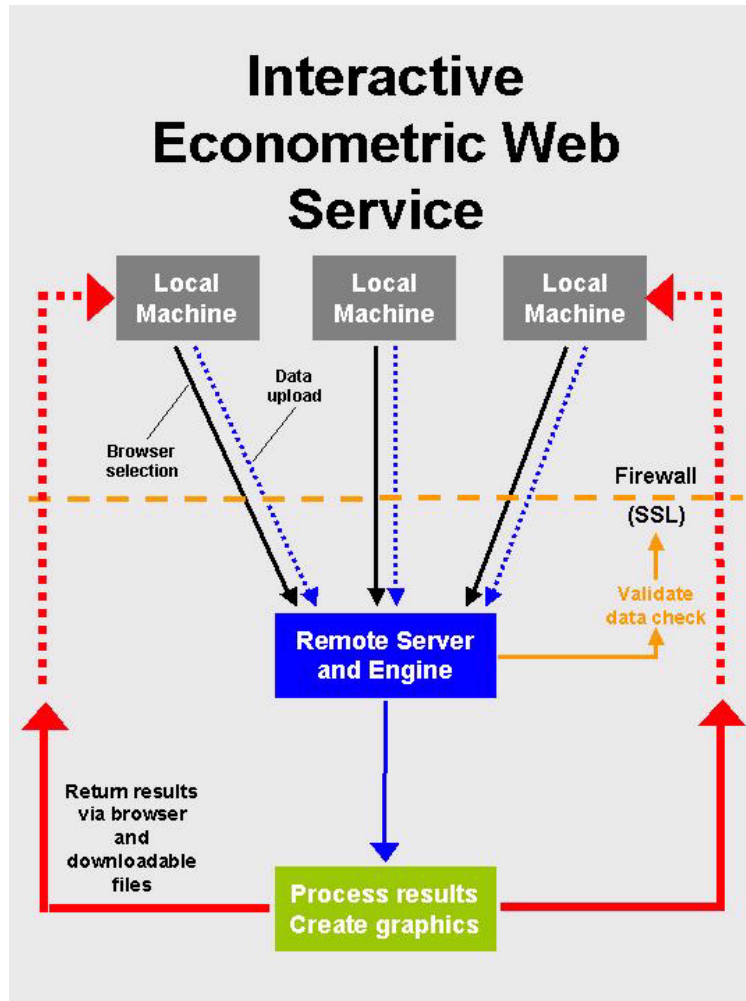 Interactive
Econometric Web
Service
Local
Machine
Local
Machine
Local
Machine
Data
upload
Browser
selection
Firewall
(SSL)
Validate
data check
Remote Server
and Engine
Return results
via browser
and
downloadable
files
Process results
Create graphics